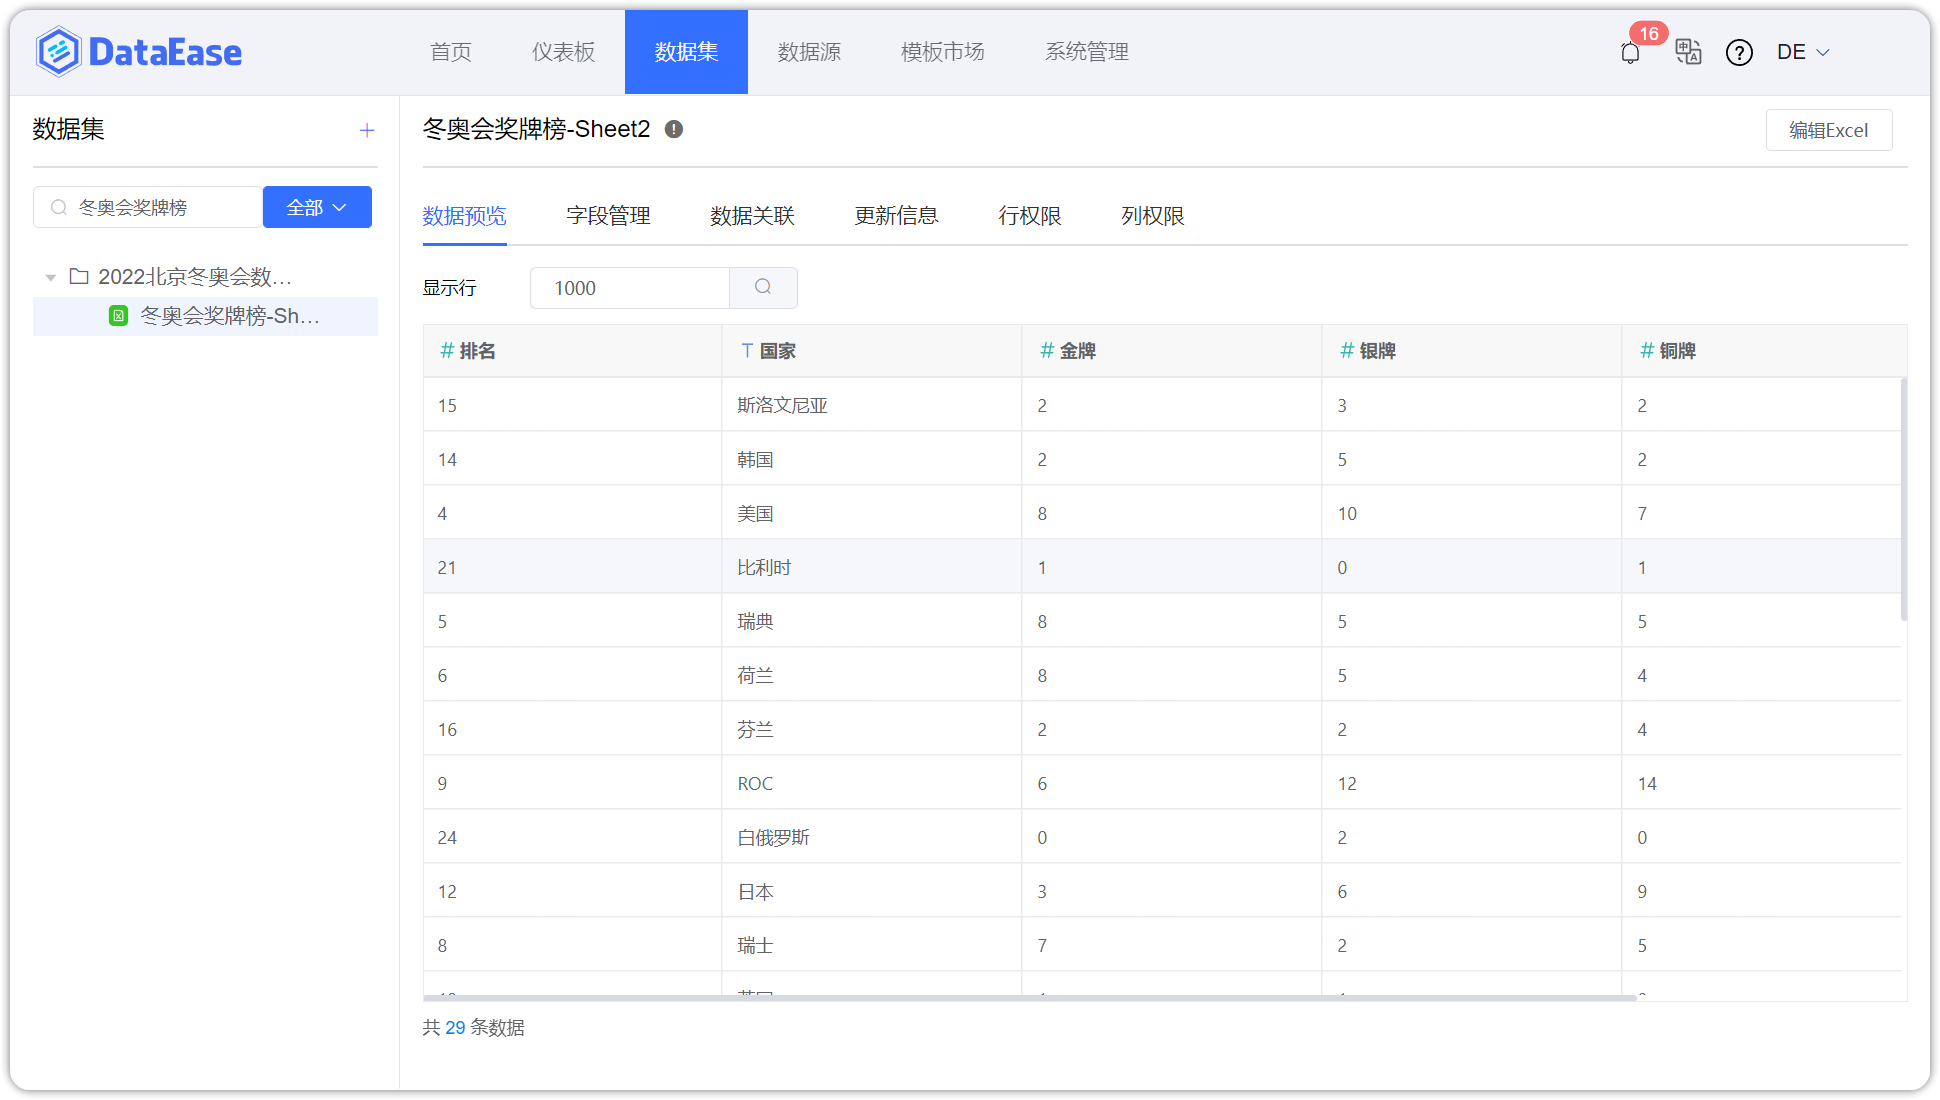 DataEase 首页 仪表板 数据集 数据源 模板市场 系统管理 16 中 A ? DE
数据集 +
冬奥会奖牌榜 全部
2022北京冬奥会数...
冬奥会奖牌榜-Sh...
冬奥会奖牌榜-Sheet2 编辑Excel
数据预览 字段管理 数据关联 更新信息 行权限 列权限
显示行 1000
# 排名 T 国家 # 金牌 # 银牌 # 铜牌
15 斯洛文尼亚 2 3 2
14 韩国 2 5 2
4 美国 8 10 7
21 比利时 1 0 1
5 瑞典 8 5 5
6 荷兰 8 5 4
16 芬兰 2 2 4
9 ROC 6 12 14
24 白俄罗斯 0 2 0
12 日本 3 6 9
8 瑞士 7 2 5
共 29 条数据